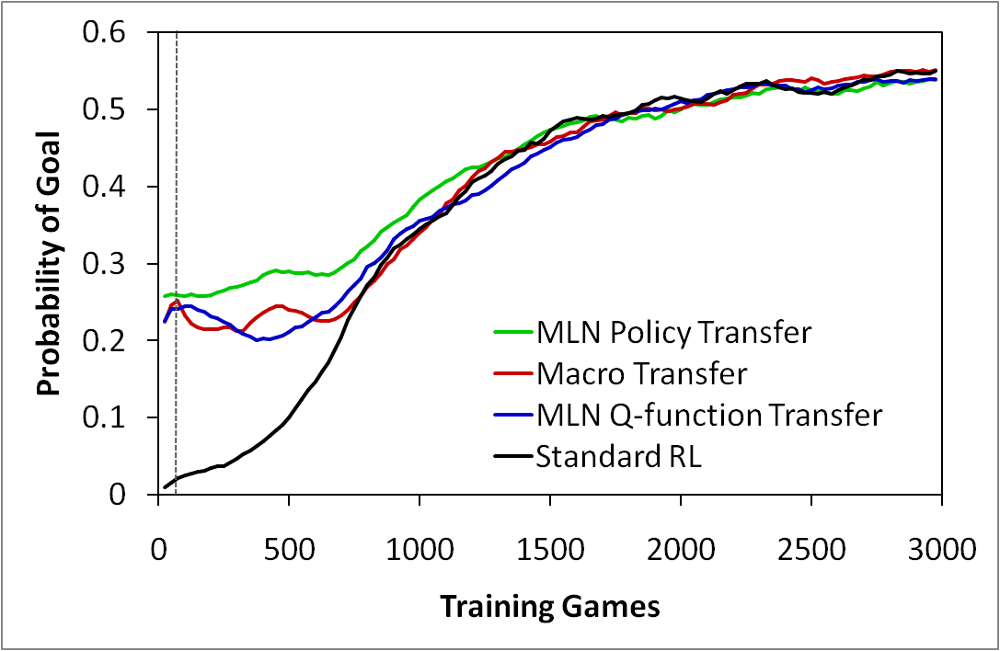 0.6
0.5
0.4
0.3
0.2
0.1
0
Probability of Goal
MLN Policy Transfer
Macro Transfer
MLN Q-function Transfer
Standard RL
0 500 1000 1500 2000 2500 3000
Training Games